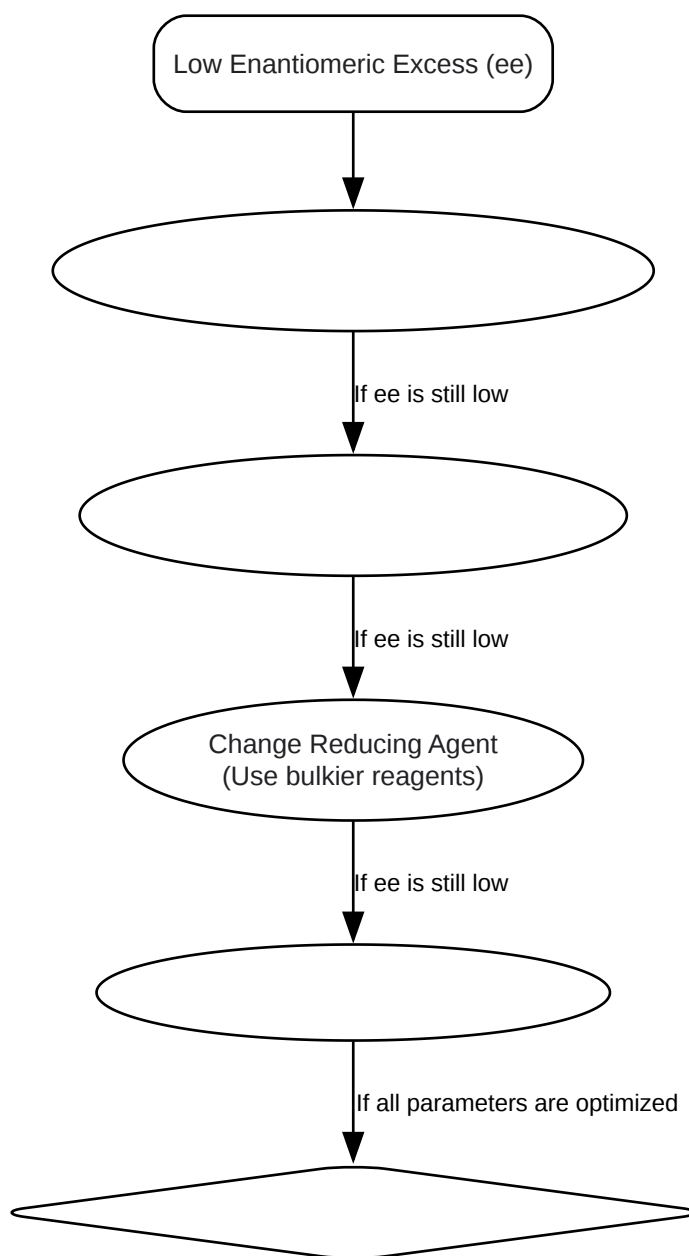 Low Enantiomeric Excess (ee)
If ee is still low
If ee is still low
Change Reducing Agent
(Use bulkier reagents)
If ee is still low
If all parameters are optimized